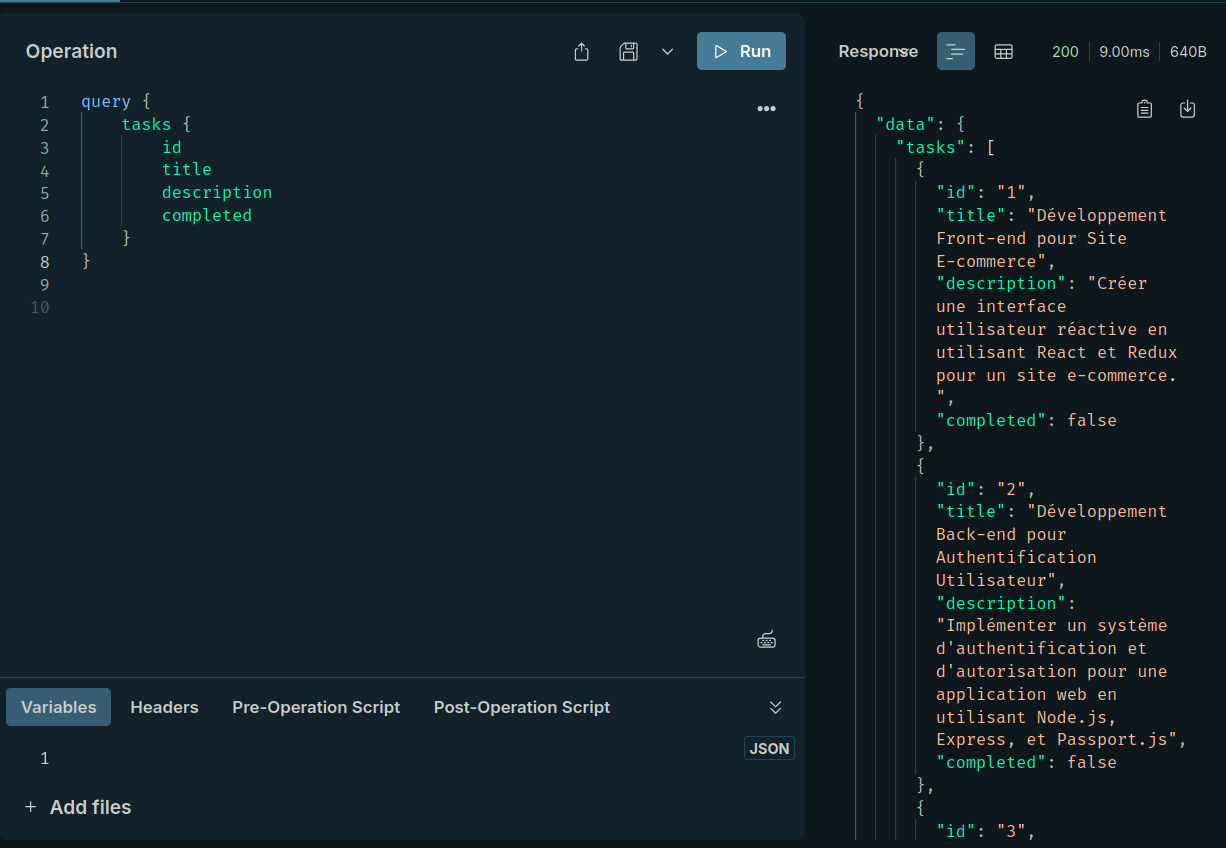 Operation
Run
1 query {
2 tasks {
3 id
4 title
5 description
6 completed
7 }
8 }
9
10
Variables
Headers
Pre-Operation Script
Post-Operation Script
JSON
1
+ Add files
Response
200
9.00ms
640B
{
"data": {
"tasks": [
{
"id": "1",
"title": "Développement
Front-end pour Site
E-commerce",
"description": "Créer
une interface
utilisateur réactive en
utilisant React et Redux
pour un site e-commerce.
",
"completed": false
},
{
"id": "2",
"title": "Développement
Back-end pour
Authentification
Utilisateur",
"description":
"Implémenter un système
d'authentification et
d'autorisation pour une
application web en
utilisant Node.js,
Express, et Passport.js",
"completed": false
},
{
"id": "3",